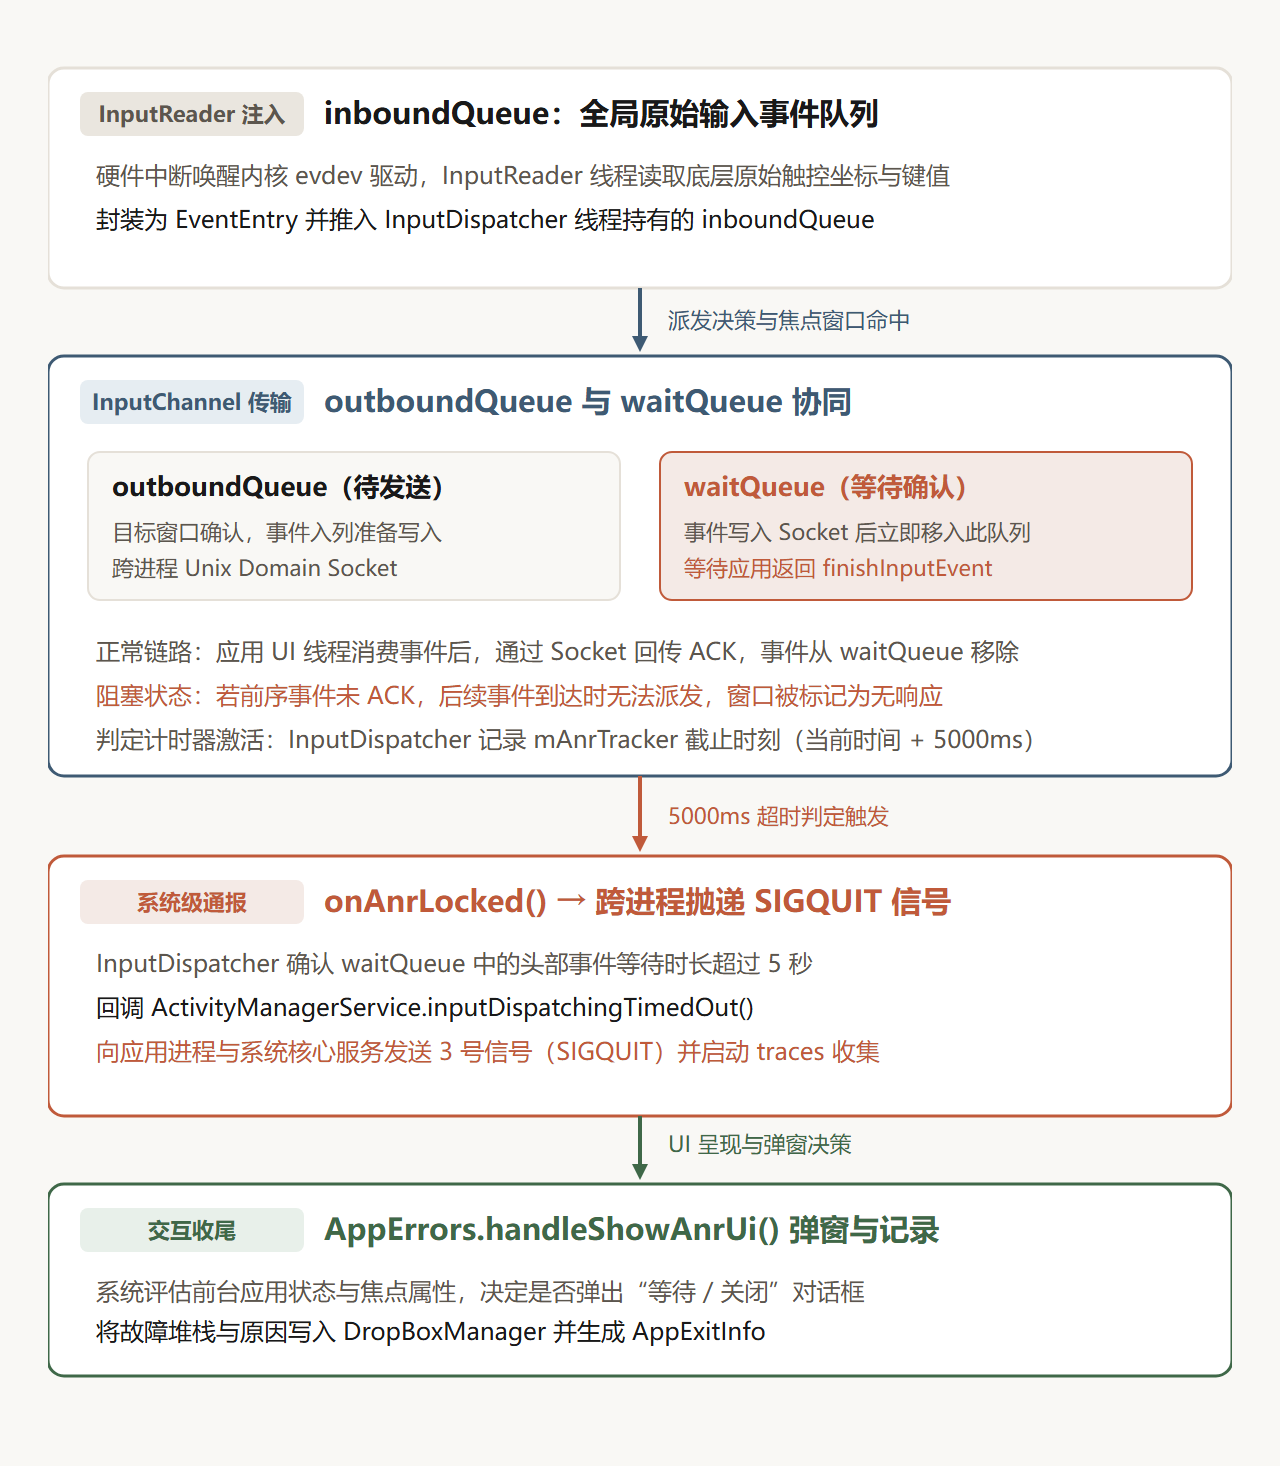 InputReader 注入
inboundQueue：全局原始输入事件队列
硬件中断唤醒内核 evdev 驱动，InputReader 线程读取底层原始触控坐标与键值
封装为 EventEntry 并推入 InputDispatcher 线程持有的 inboundQueue
派发决策与焦点窗口命中
InputChannel 传输
outboundQueue 与 waitQueue 协同
outboundQueue（待发送）
目标窗口确认，事件入列准备写入
跨进程 Unix Domain Socket
waitQueue（等待确认）
事件写入 Socket 后立即移入此队列
等待应用返回 finishInputEvent
正常链路：应用 UI 线程消费事件后，通过 Socket 回传 ACK，事件从 waitQueue 移除
阻塞状态：若前序事件未 ACK，后续事件到达时无法派发，窗口被标记为无响应
判定计时器激活：InputDispatcher 记录 mAnrTracker 截止时刻（当前时间 + 5000ms）
5000ms 超时判定触发
系统级通报
onAnrLocked() → 跨进程抛递 SIGQUIT 信号
InputDispatcher 确认 waitQueue 中的头部事件等待时长超过 5 秒
回调 ActivityManagerService.inputDispatchingTimedOut()
向应用进程与系统核心服务发送 3 号信号（SIGQUIT）并启动 traces 收集
UI 呈现与弹窗决策
交互收尾
AppErrors.handleShowAnrUi() 弹窗与记录
系统评估前台应用状态与焦点属性，决定是否弹出“等待 / 关闭”对话框
将故障堆栈与原因写入 DropBoxManager 并生成 AppExitInfo